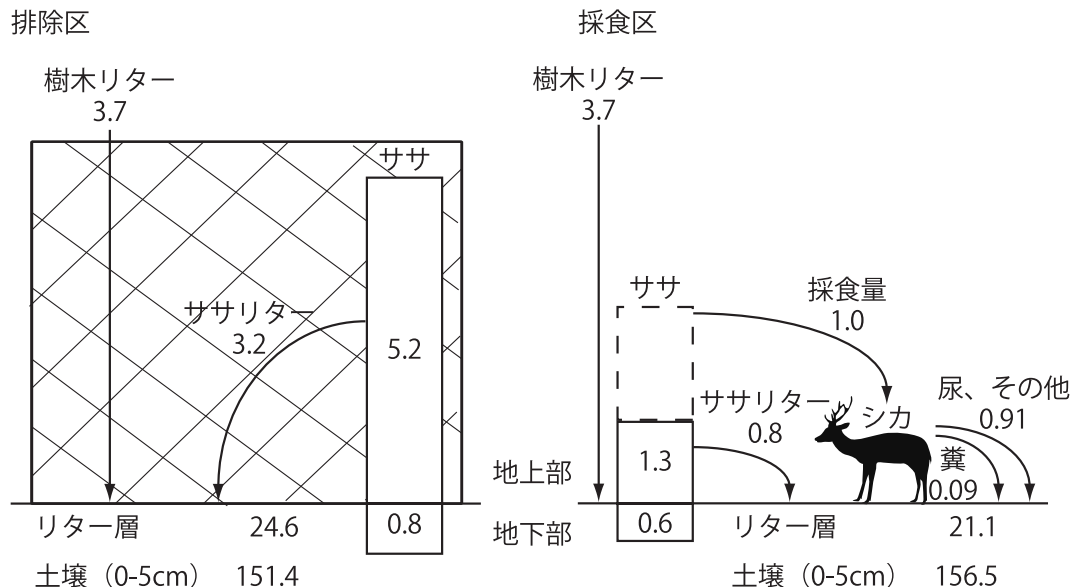 排除区
樹木リター
3.7
ササ
ササリター
3.2
5.2
リター層 24.6 0.8
土壌（0-5cm） 151.4
地上部
地下部
採食区
樹木リター
3.7
ササ
採食量
1.0
ササリター
0.8
シカ
尿、その他
0.91
糞
0.09
1.3
0.6 リター層 21.1
土壌（0-5cm） 156.5